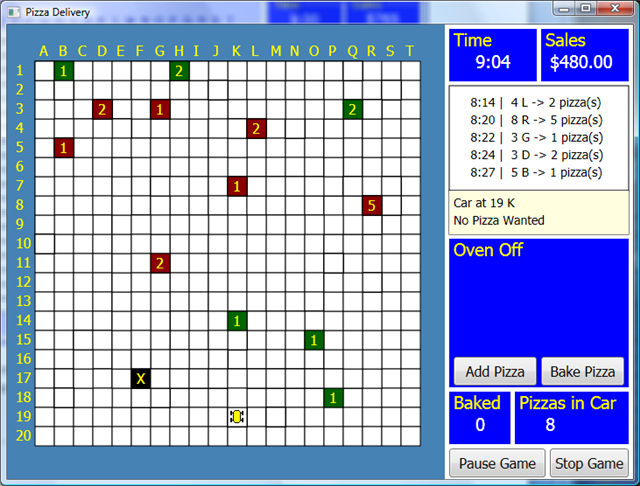 Pizza Delivery
A B C D E F G H I J K L M N O P Q R S T
1 1 2
2
3 2 1 2
4 2
5 1
6
7 1
8 5
9
10
11 2
12
13
14 1
15 1
16
17 X
18 1
19
20
Time
9:04
Sales
$480.00
8:14 | 4 L -> 2 pizza(s)
8:20 | 8 R -> 5 pizza(s)
8:22 | 3 G -> 1 pizza(s)
8:24 | 3 D -> 2 pizza(s)
8:27 | 5 B -> 1 pizza(s)
Car at 19 K
No Pizza Wanted
Oven Off
Add Pizza
Bake Pizza
Baked
0
Pizzas in Car
8
Pause Game
Stop Game